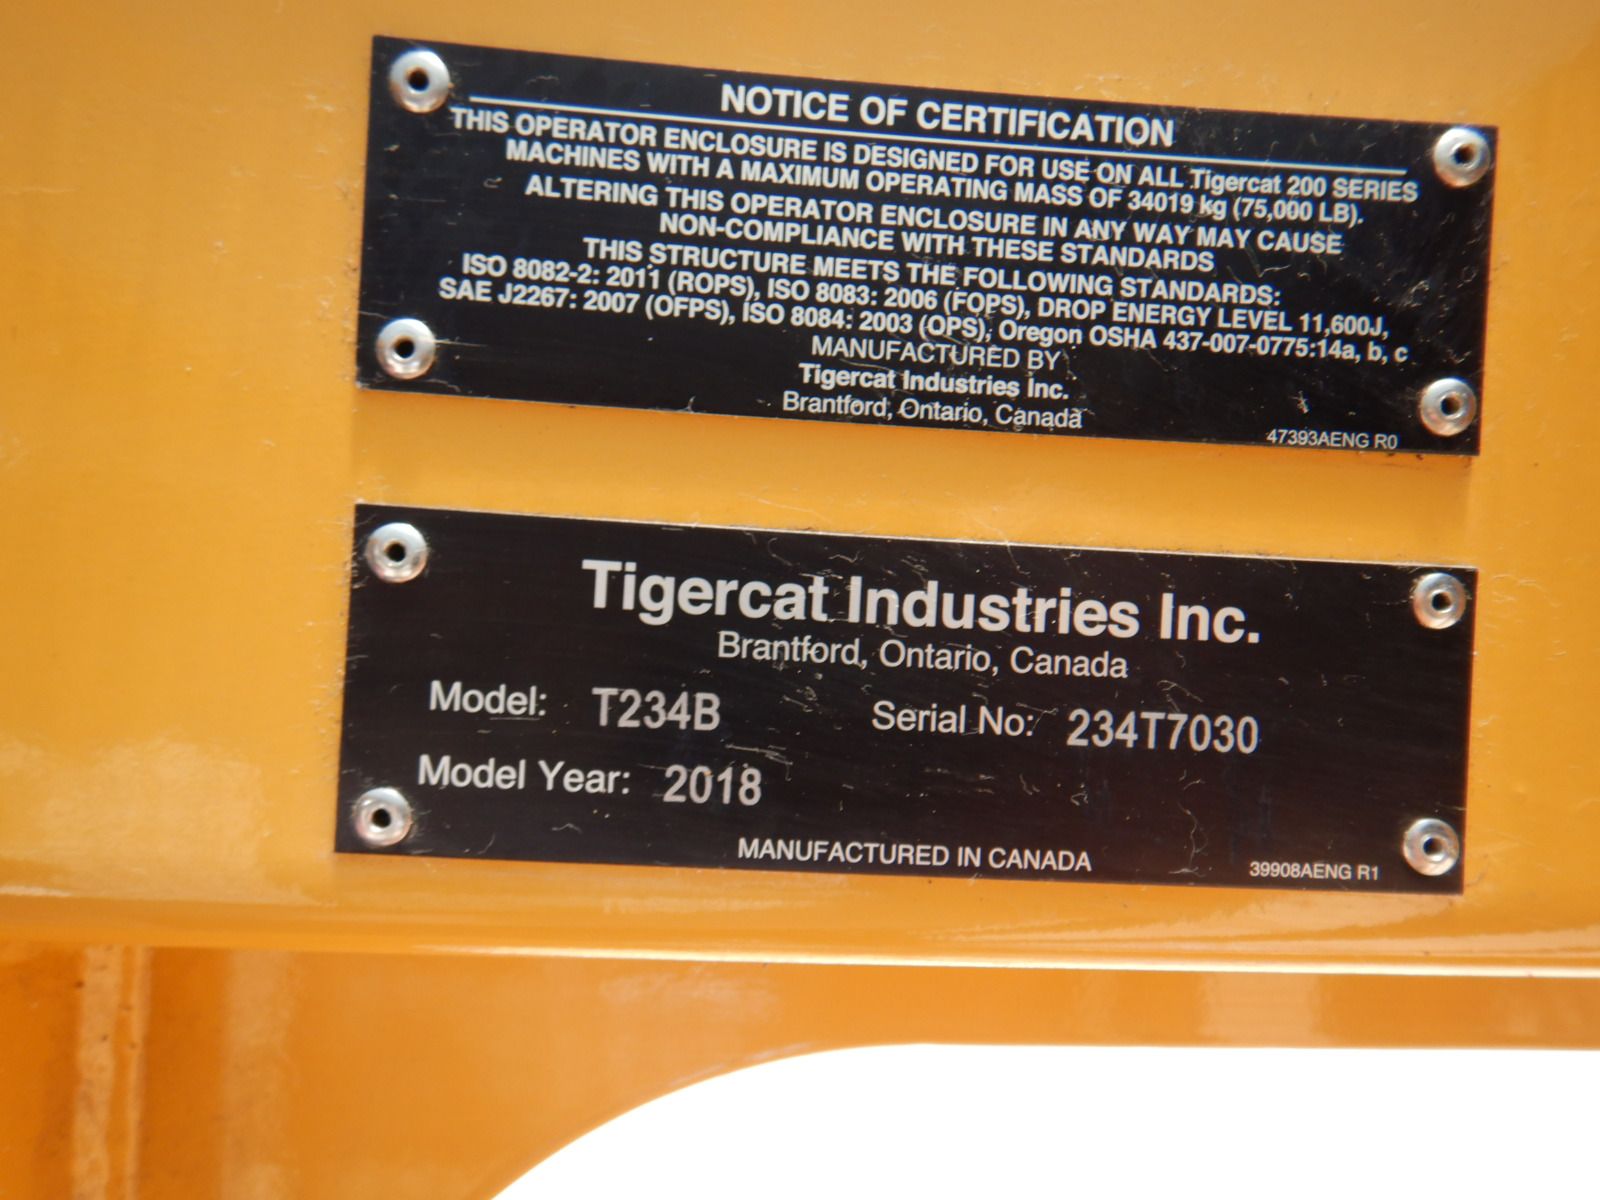 NOTICE OF CERTIFICATION
THIS OPERATOR ENCLOSURE IS DESIGNED FOR USE ON ALL Tigercat 200 SERIES
MACHINES WITH A MAXIMUM OPERATING MASS OF 34019 kg (75,000 LB).
ALTERING THIS OPERATOR ENCLOSURE IN ANY WAY MAY CAUSE
NON-COMPLIANCE WITH THESE STANDARDS
THIS STRUCTURE MEETS THE FOLLOWING STANDARDS:
ISO 8082-2: 2011 (ROPS), ISO 8083: 2006 (FOPS), DROP ENERGY LEVEL 11,600J,
SAE J2267: 2007 (OFPS), ISO 8084: 2003 (OPS), Oregon OSHA 437-007-0775:14a, b, c
MANUFACTURED BY
Tigercat Industries Inc.
Brantford, Ontario, Canada
47393AENG R0
Tigercat Industries Inc.
Brantford, Ontario, Canada
Model: T234B Serial No: 234T7030
Model Year: 2018
MANUFACTURED IN CANADA
39908AENG R1